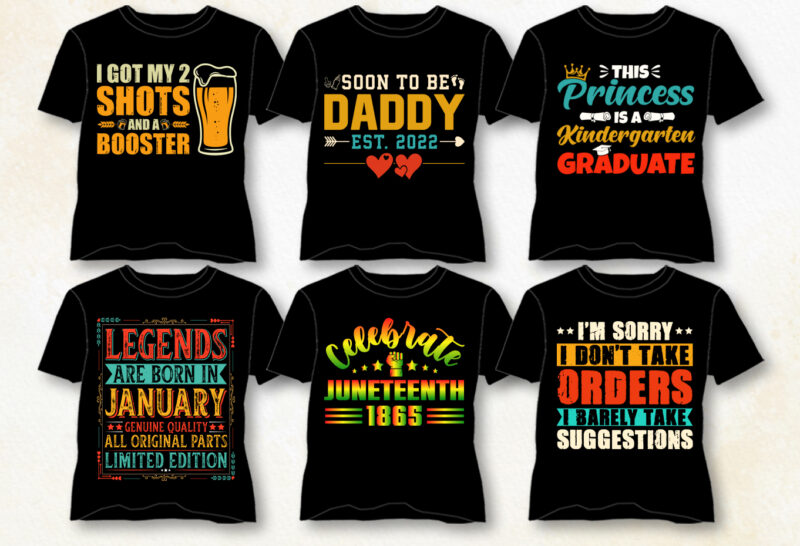 I GOT MY 2
SHOTS
AND A
BOOSTER
SOON TO BE
DADDY
EST. 2022
THIS
Princess
IS A
Kindergarten
GRADUATE
LEGENDS
ARE BORN IN
JANUARY
GENUINE QUALITY
ALL ORIGINAL PARTS
LIMITED EDITION
Celebrate
JUNETEENTH
1865
I'M SORRY
I DON'T TAKE
ORDERS
I BARELY TAKE
SUGGESTIONS